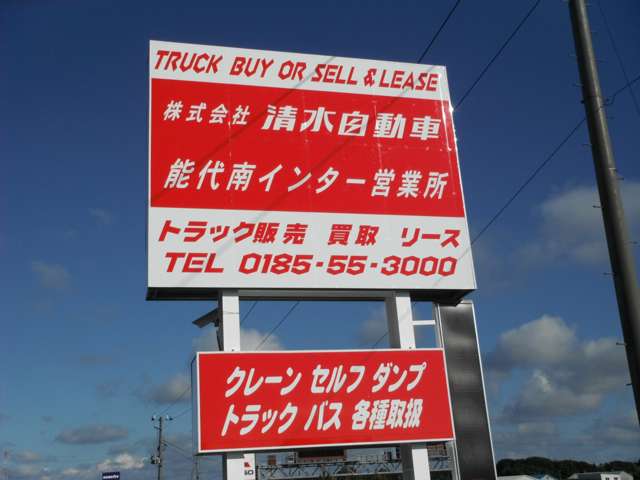 TRUCK BUY OR SELL & LEASE
株式会社 清水自動車
能代南インター営業所
トラック販売 買取 リース
TEL 0185-55-3000
クレーン セルフ ダンプ
トラック バス 各種取扱